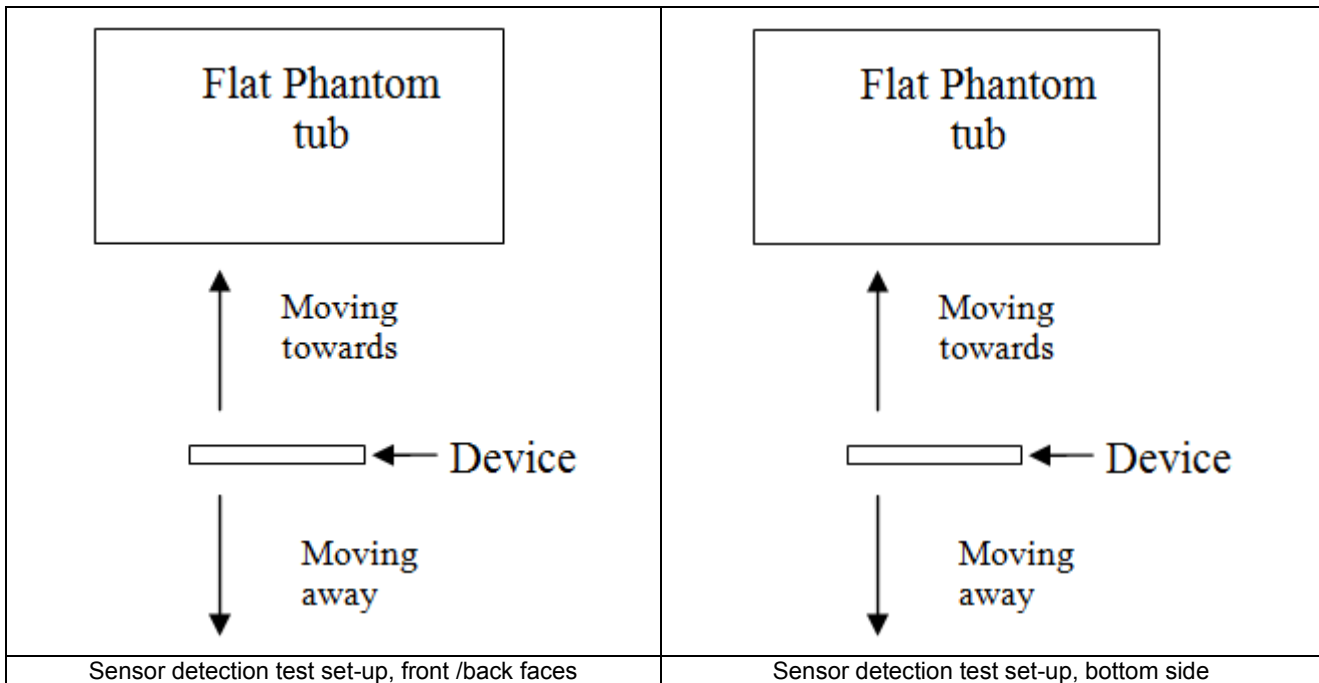 Flat Phantom
tub
Moving
towards
Device
Moving
away
Sensor detection test set-up, front /back faces
Flat Phantom
tub
Moving
towards
Device
Moving
away
Sensor detection test set-up, bottom side